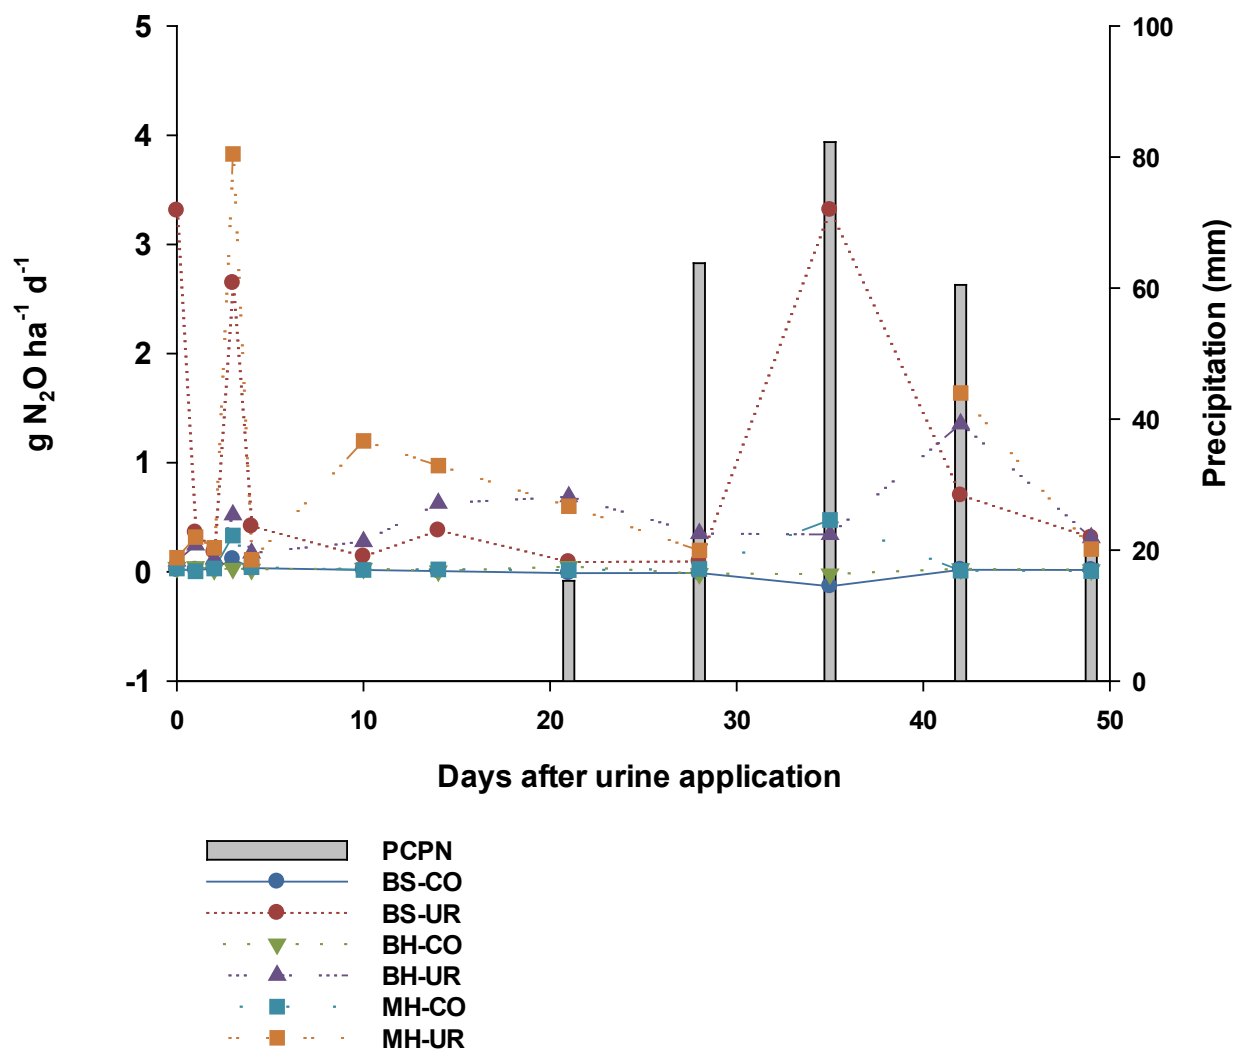 5
4
3
2
1
0
-1
g N₂O ha⁻¹ d⁻¹
100
80
60
40
20
0
Precipitation (mm)
0 10 20 30 40 50
Days after urine application
PCPN
BS-CO
BS-UR
BH-CO
BH-UR
MH-CO
MH-UR